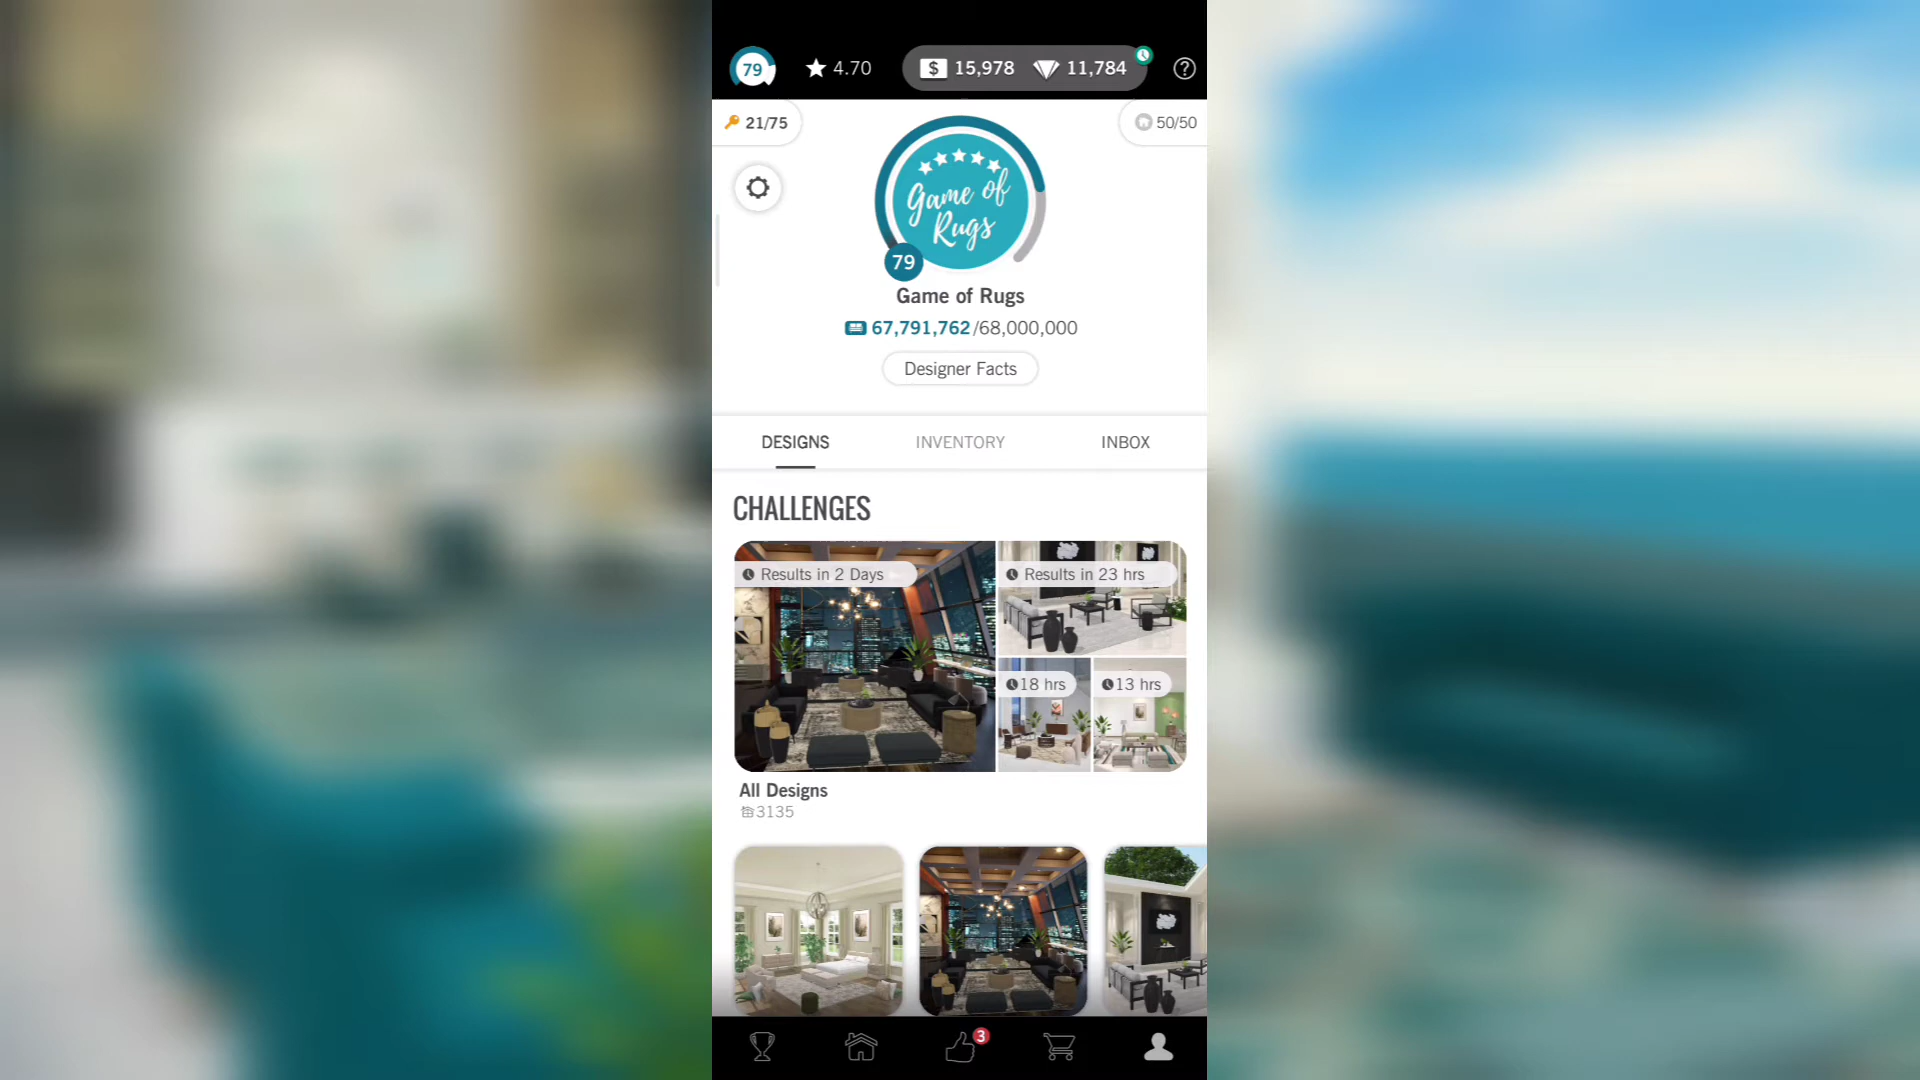 79
4.70
$ 15,978
11,784
?
21/75
50/50
Game of
Rugs
79
Game of Rugs
67,791,762/68,000,000
Designer Facts
DESIGNS
INVENTORY
INBOX
CHALLENGES
Results in 2 Days
Results in 23 hrs
18 hrs
13 hrs
All Designs
3135
3